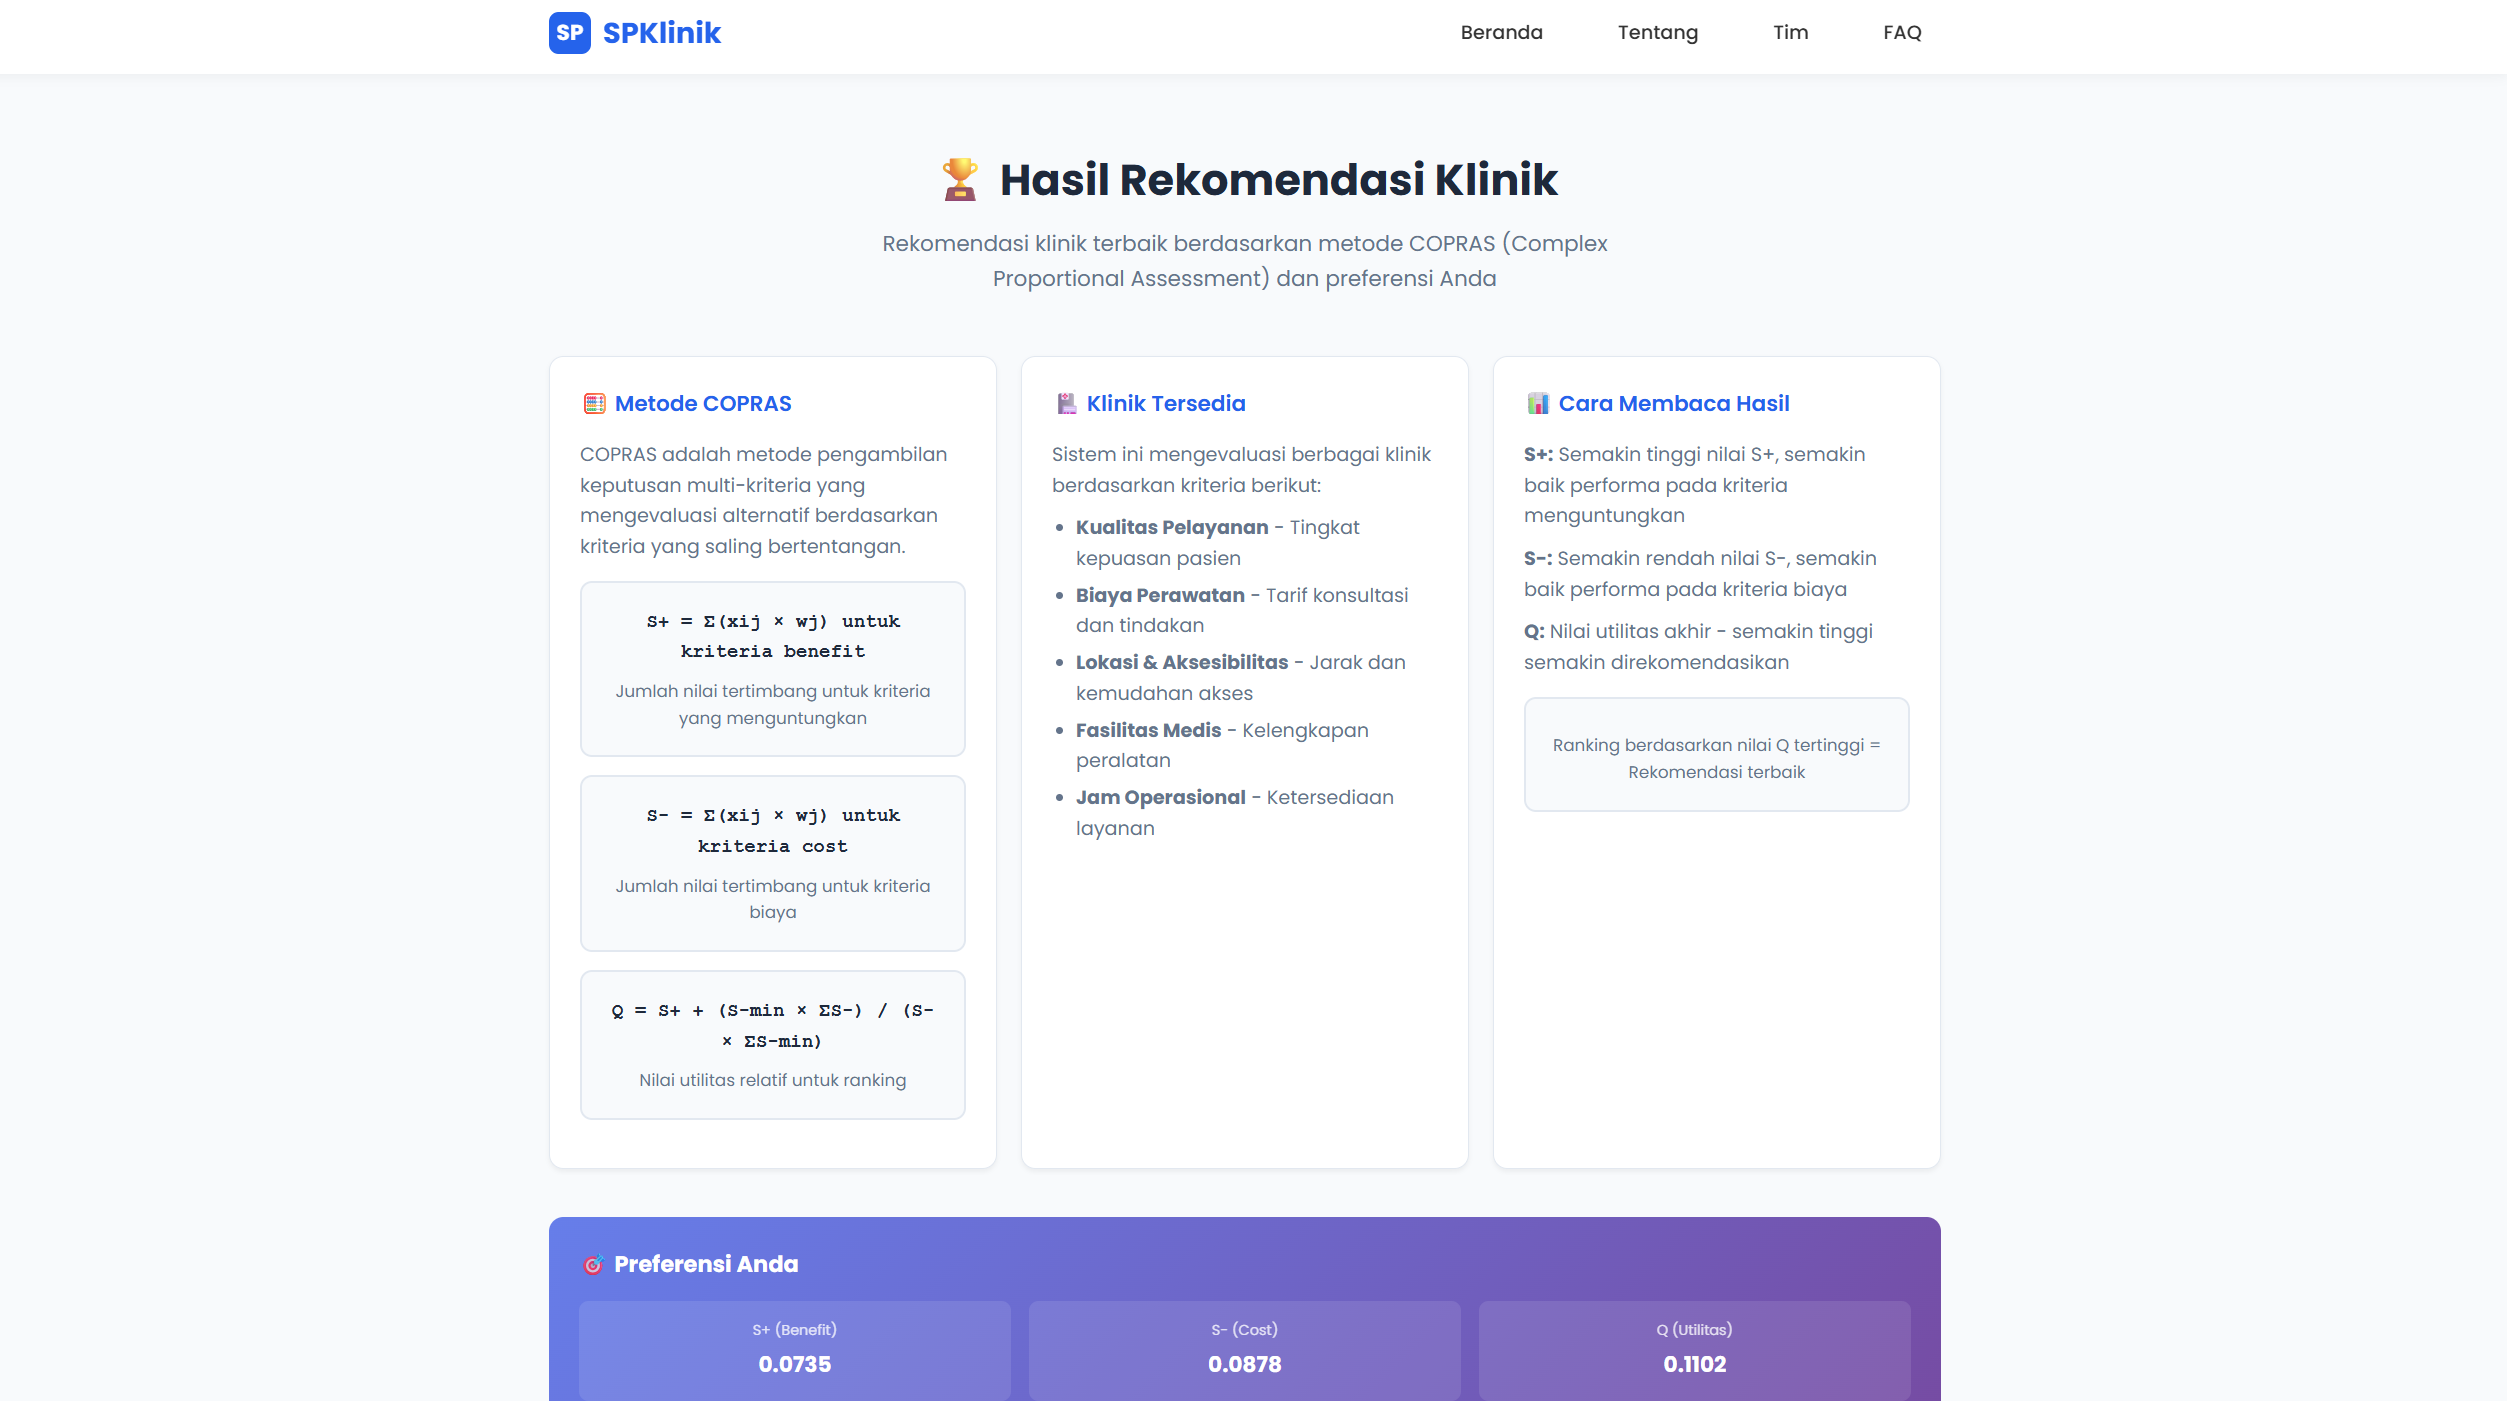 SP SPKlinik
Beranda Tentang Tim FAQ
🏆 Hasil Rekomendasi Klinik
Rekomendasi klinik terbaik berdasarkan metode COPRAS (Complex
Proportional Assessment) dan preferensi Anda
🧮 Metode COPRAS
COPRAS adalah metode pengambilan
keputusan multi-kriteria yang
mengevaluasi alternatif berdasarkan
kriteria yang saling bertentangan.
S+ = Σ(xij × wj) untuk
kriteria benefit
Jumlah nilai tertimbang untuk kriteria
yang menguntungkan
S- = Σ(xij × wj) untuk
kriteria cost
Jumlah nilai tertimbang untuk kriteria
biaya
Q = S+ + (S-min × ΣS-) / (S-
× ΣS-min)
Nilai utilitas relatif untuk ranking
🏥 Klinik Tersedia
Sistem ini mengevaluasi berbagai klinik
berdasarkan kriteria berikut:
• Kualitas Pelayanan - Tingkat
kepuasan pasien
• Biaya Perawatan - Tarif konsultasi
dan tindakan
• Lokasi & Aksesibilitas - Jarak dan
kemudahan akses
• Fasilitas Medis - Kelengkapan
peralatan
• Jam Operasional - Ketersediaan
layanan
📊 Cara Membaca Hasil
S+: Semakin tinggi nilai S+, semakin
baik performa pada kriteria
menguntungkan
S-: Semakin rendah nilai S-, semakin
baik performa pada kriteria biaya
Q: Nilai utilitas akhir - semakin tinggi
semakin direkomendasikan
Ranking berdasarkan nilai Q tertinggi =
Rekomendasi terbaik
🎯 Preferensi Anda
S+ (Benefit)
0.0735
S- (Cost)
0.0878
Q (Utilitas)
0.1102